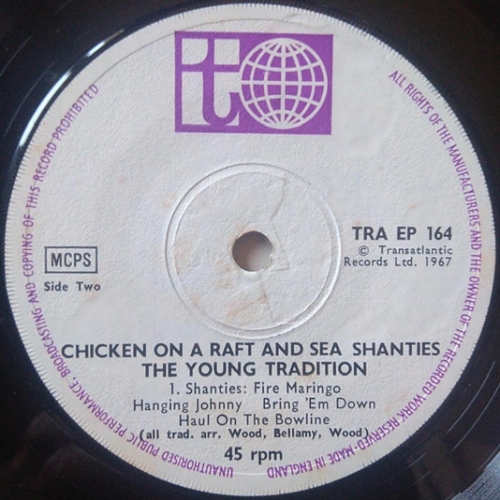 to
TRA EP 164
© Transatlantic
Records Ltd. 1967
MCPS
Side Two
CHICKEN ON A RAFT AND SEA SHANTIES
THE YOUNG TRADITION
1. Shanties: Fire Maringo
Hanging Johnny Bring 'Em Down
Haul On The Bowline
(all trad. arr. Wood, Bellamy, Wood)
45 rpm
ALL RIGHTS OF THE MANUFACTURERS AND THE OWNER OF THE RECORDED WORK RESERVED-MADE IN ENGLAND
UNAUTHORISED PUBLIC PERFORMANCE, BROADCASTING AND COPYING OF THIS RECORD PROHIBITED